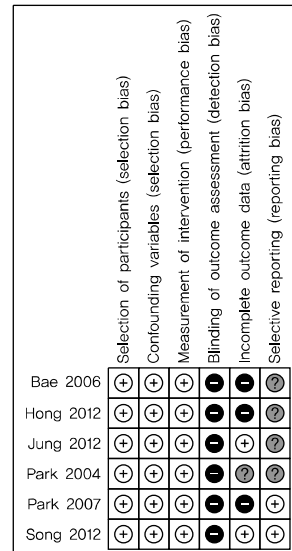 Selection of participants (selection bias)
Confounding variables (selection bias)
Measurement of intervention (performance bias)
Blinding of outcome assessment (detection bias)
Incomplete outcome data (attrition bias)
Selective reporting (reporting bias)
Bae 2006 + + + − − ?
Hong 2012 + + + − − ?
Jung 2012 + + + − + ?
Park 2004 + + + − ? ?
Park 2007 + + + − − +
Song 2012 + + + − + +